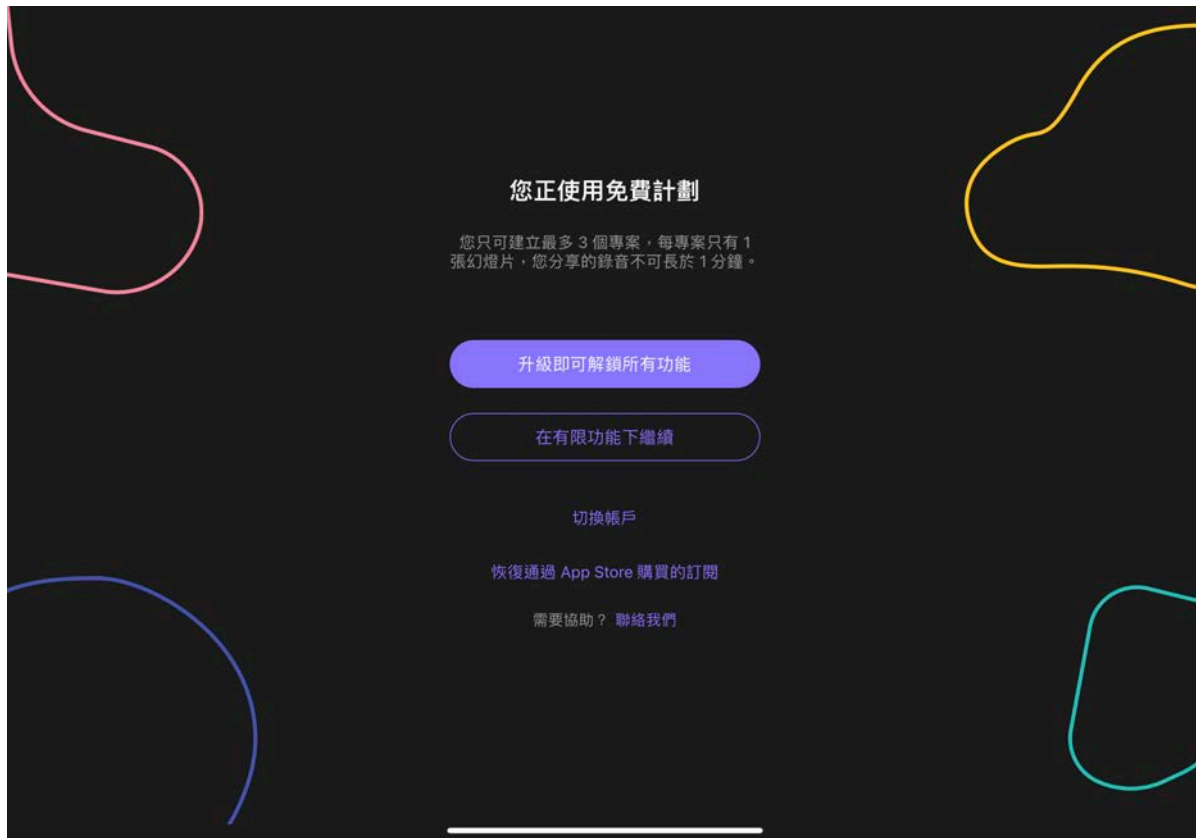 您正使用免費計劃
您只可建立最多 3 個專案，每專案只有 1
張幻燈片，您分享的錄音不可長於 1 分鐘。
升級即可解鎖所有功能
在有限功能下繼續
切換帳戶
恢復通過 App Store 購買的訂閱
需要協助？ 聯絡我們